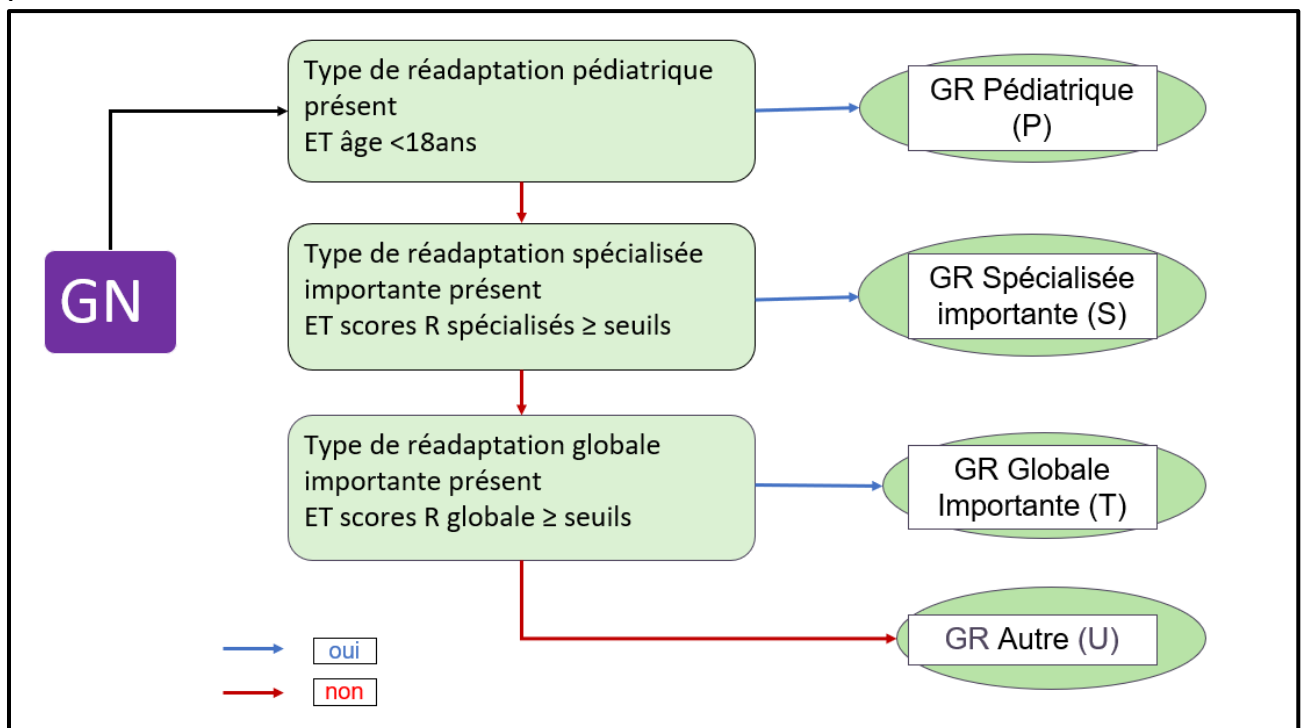 Type de réadaptation pédiatrique
présent
ET âge <18ans
GR Pédiatrique
(P)
GN
Type de réadaptation spécialisée
importante présent
ET scores R spécialisés ≥ seuils
GR Spécialisée
importante (S)
Type de réadaptation globale
importante présent
ET scores R globale ≥ seuils
GR Globale
Importante (T)
GR Autre (U)
oui
non